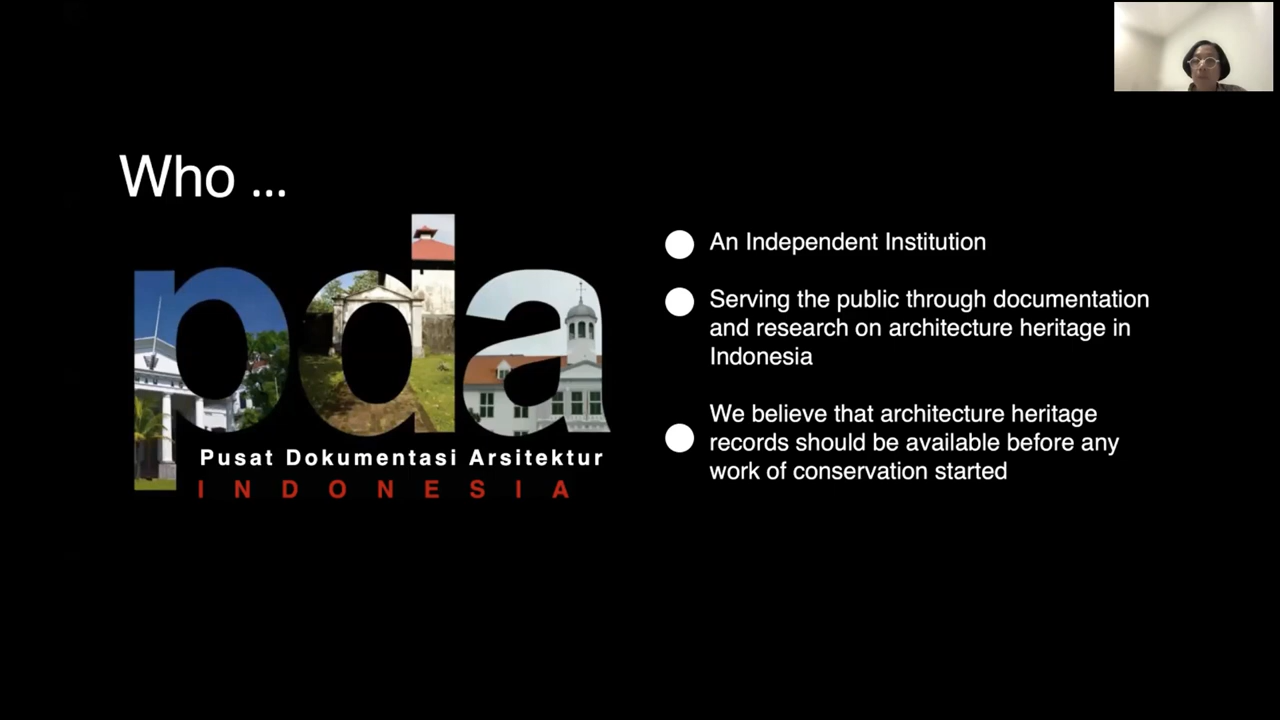 Who ...
pda
Pusat Dokumentasi Arsitektur
INDONESIA
An Independent Institution
Serving the public through documentation
and research on architecture heritage in
Indonesia
We believe that architecture heritage
records should be available before any
work of conservation started